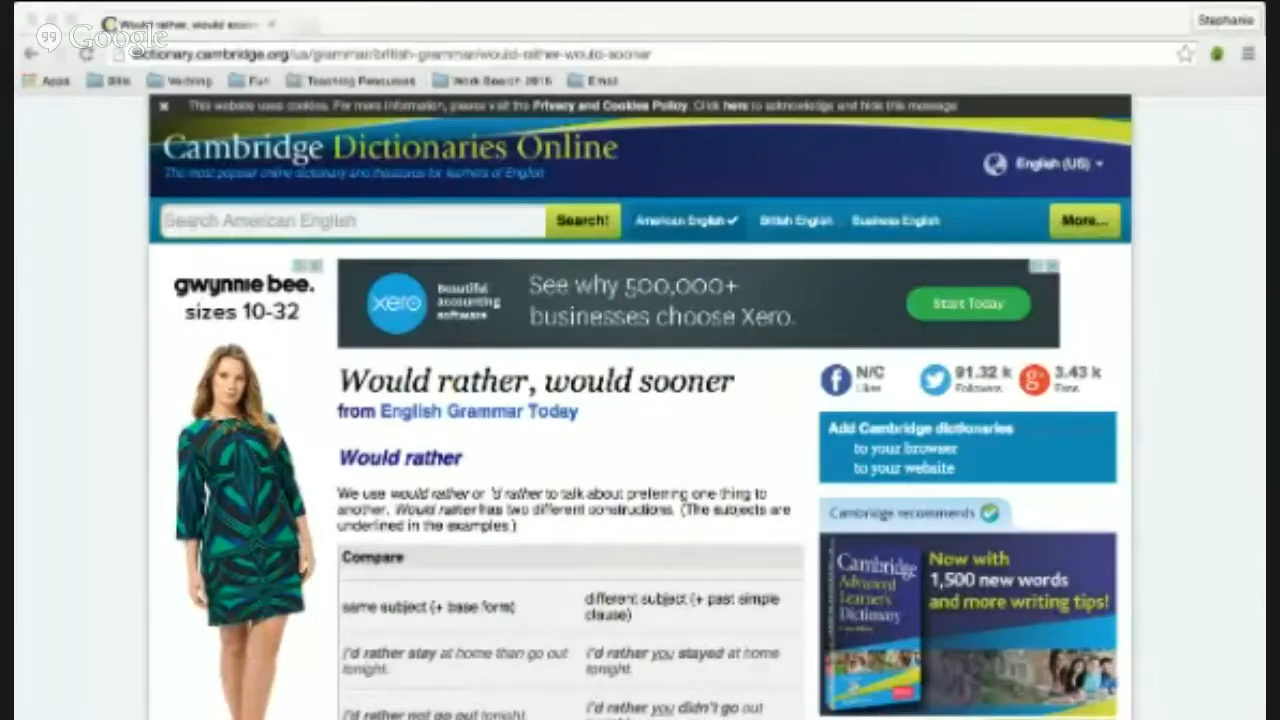 Would rather, would soon
Stephanie
Google
dictionary.cambridge.org/us/grammar/british-grammar/would-rather-would-sooner
Apps
Working
Fun
Teaching Resources
Work Search 2015
Email
This website uses cookies. For more information, please visit the Privacy and Cookies Policy. Click here to acknowledge and hide this message
Cambridge Dictionaries Online
The most popular online dictionary and thesaurus for learners of English
English (US)
Search American English
Search!
American English
British English
Business English
More...
gwynnie bee.
sizes 10-32
xero
beautiful
accounting
software
See why 500,000+
businesses choose Xero.
Start Today
Would rather, would sooner
from English Grammar Today
N/C
Likes
91.32 k
Followers
3.43 k
Fans
Would rather
We use would rather or 'd rather to talk about preferring one thing to
another. Would rather has two different constructions. (The subjects are
underlined in the examples.)
Compare
same subject (+ base form)
different subject (+ past simple
clause)
I'd rather stay at home than go out
tonight.
I'd rather you stayed at home
tonight.
I'd rather not go out tonight.
I'd rather you didn't go out
Add Cambridge dictionaries
to your browser
to your website
Cambridge recommends
Cambridge
Advanced
Learner's
Dictionary
Now with
1,500 new words
and more writing tips!